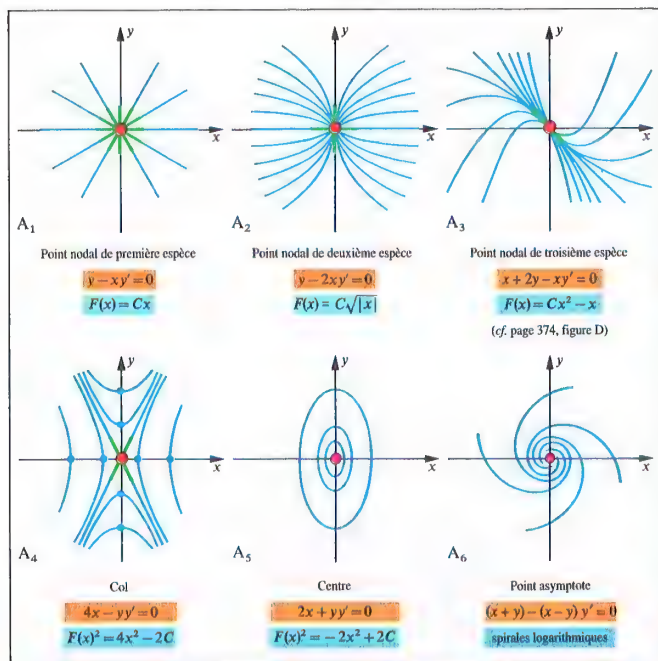 y
x
A₁
Point nodal de première espèce
y − xy′ = 0
F(x) = Cx
y
x
A₂
Point nodal de deuxième espèce
y − 2xy′ = 0
F(x) = C√|x|
y
x
A₃
Point nodal de troisième espèce
x + 2y − xy′ = 0
F(x) = Cx² − x
(cf. page 374, figure D)
y
x
A₄
Col
4x − yy′ = 0
F(x)² = 4x² − 2C
y
x
A₅
Centre
2x + yy′ = 0
F(x)² = − 2x² + 2C
y
x
A₆
Point asymptote
(x + y) − (x − y) y′ = 0
spirales logarithmiques